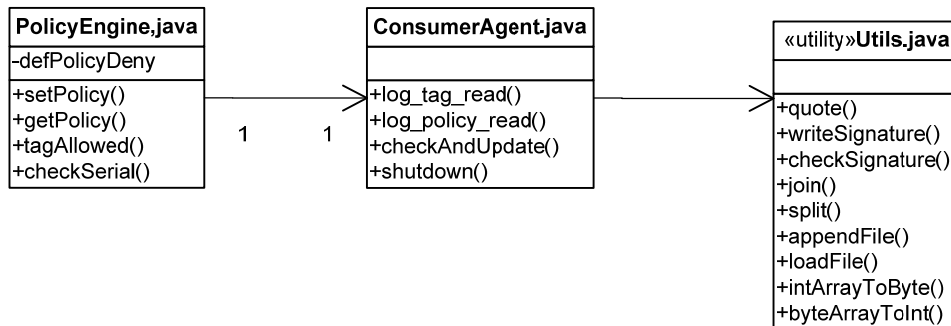 PolicyEngine,java
-defPolicyDeny
+setPolicy()
+getPolicy()
+tagAllowed()
+checkSerial()
1 1
ConsumerAgent.java
+log_tag_read()
+log_policy_read()
+checkAndUpdate()
+shutdown()
«utility»Utils.java
+quote()
+writeSignature()
+checkSignature()
+join()
+split()
+appendFile()
+loadFile()
+intArrayToByte()
+byteArrayToInt()